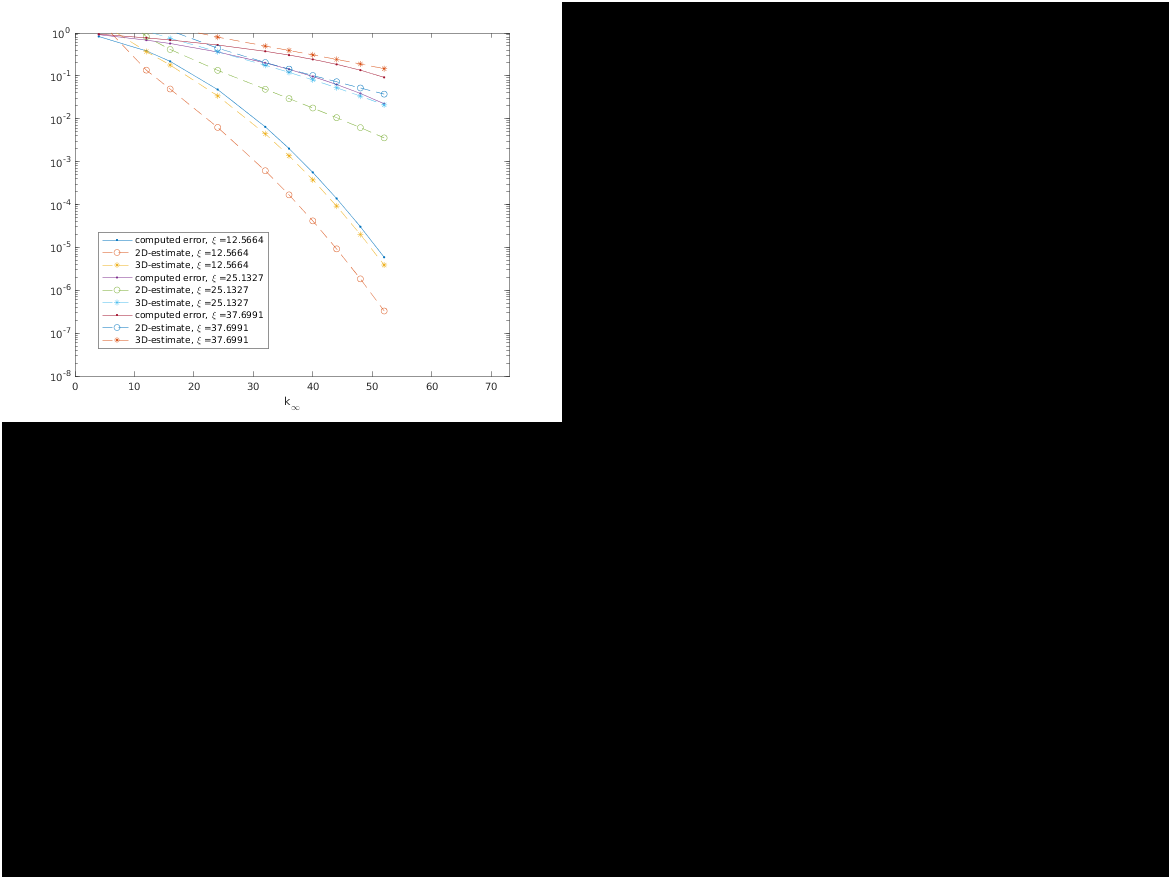 10^0
10^-1
10^-2
10^-3
10^-4
10^-5
10^-6
10^-7
10^-8
computed error, ξ =12.5664
2D-estimate, ξ =12.5664
3D-estimate, ξ =12.5664
computed error, ξ =25.1327
2D-estimate, ξ =25.1327
3D-estimate, ξ =25.1327
computed error, ξ =37.6991
2D-estimate, ξ =37.6991
3D-estimate, ξ =37.6991
0 10 20 30 40 50 60 70
k_∞